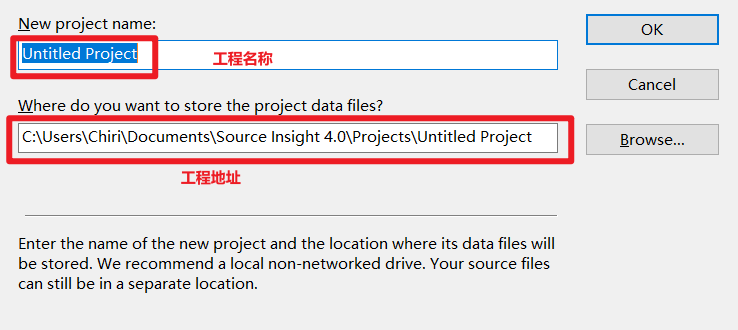 New project name:
OK
Untitled Project
工程名称
Cancel
Where do you want to store the project data files?
C:\Users\Chiri\Documents\Source Insight 4.0\Projects\Untitled Project
Browse...
工程地址
Enter the name of the new project and the location where its data files will
be stored. We recommend a local non-networked drive. Your source files
can still be in a separate location.